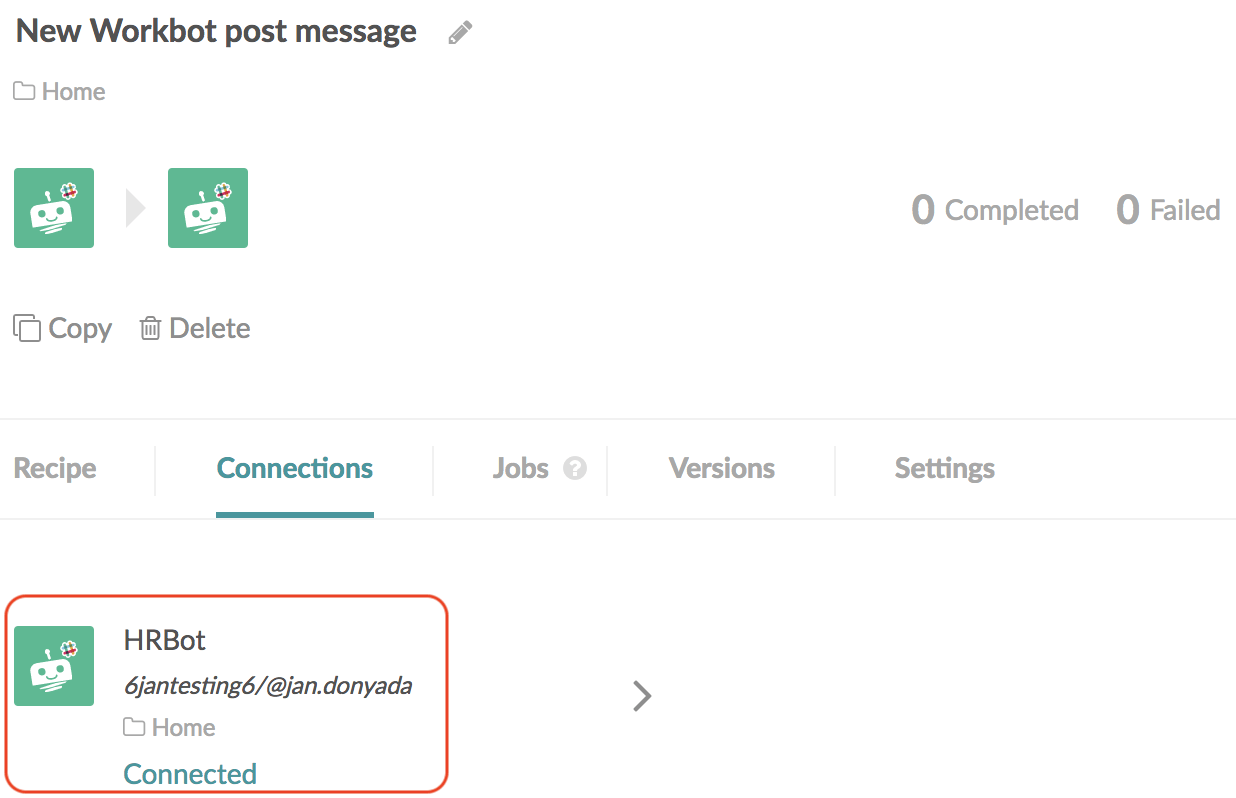 New Workbot post message
Home
0 Completed 0 Failed
Copy Delete
Recipe Connections Jobs ? Versions Settings
HRBot
6jantesting6/@jan.donyada
Home
Connected